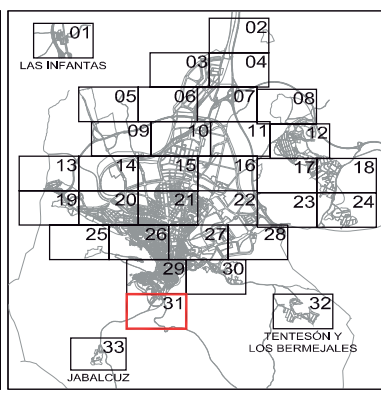 01
LAS INFANTAS
02
03 04
05 06 07 08
09 10 11 12
13 14 15 16 17 18
19 20 21 22 23 24
25 26 27 28
29 30
31 32
TENTESÓN Y
LOS BERMEJALES
33
JABALCUZ